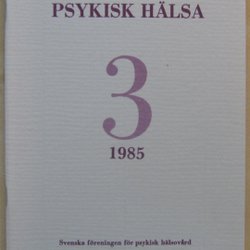 PSYKISK HÄLSA
3
1985
Svenska föreningen för psykisk hälsovård